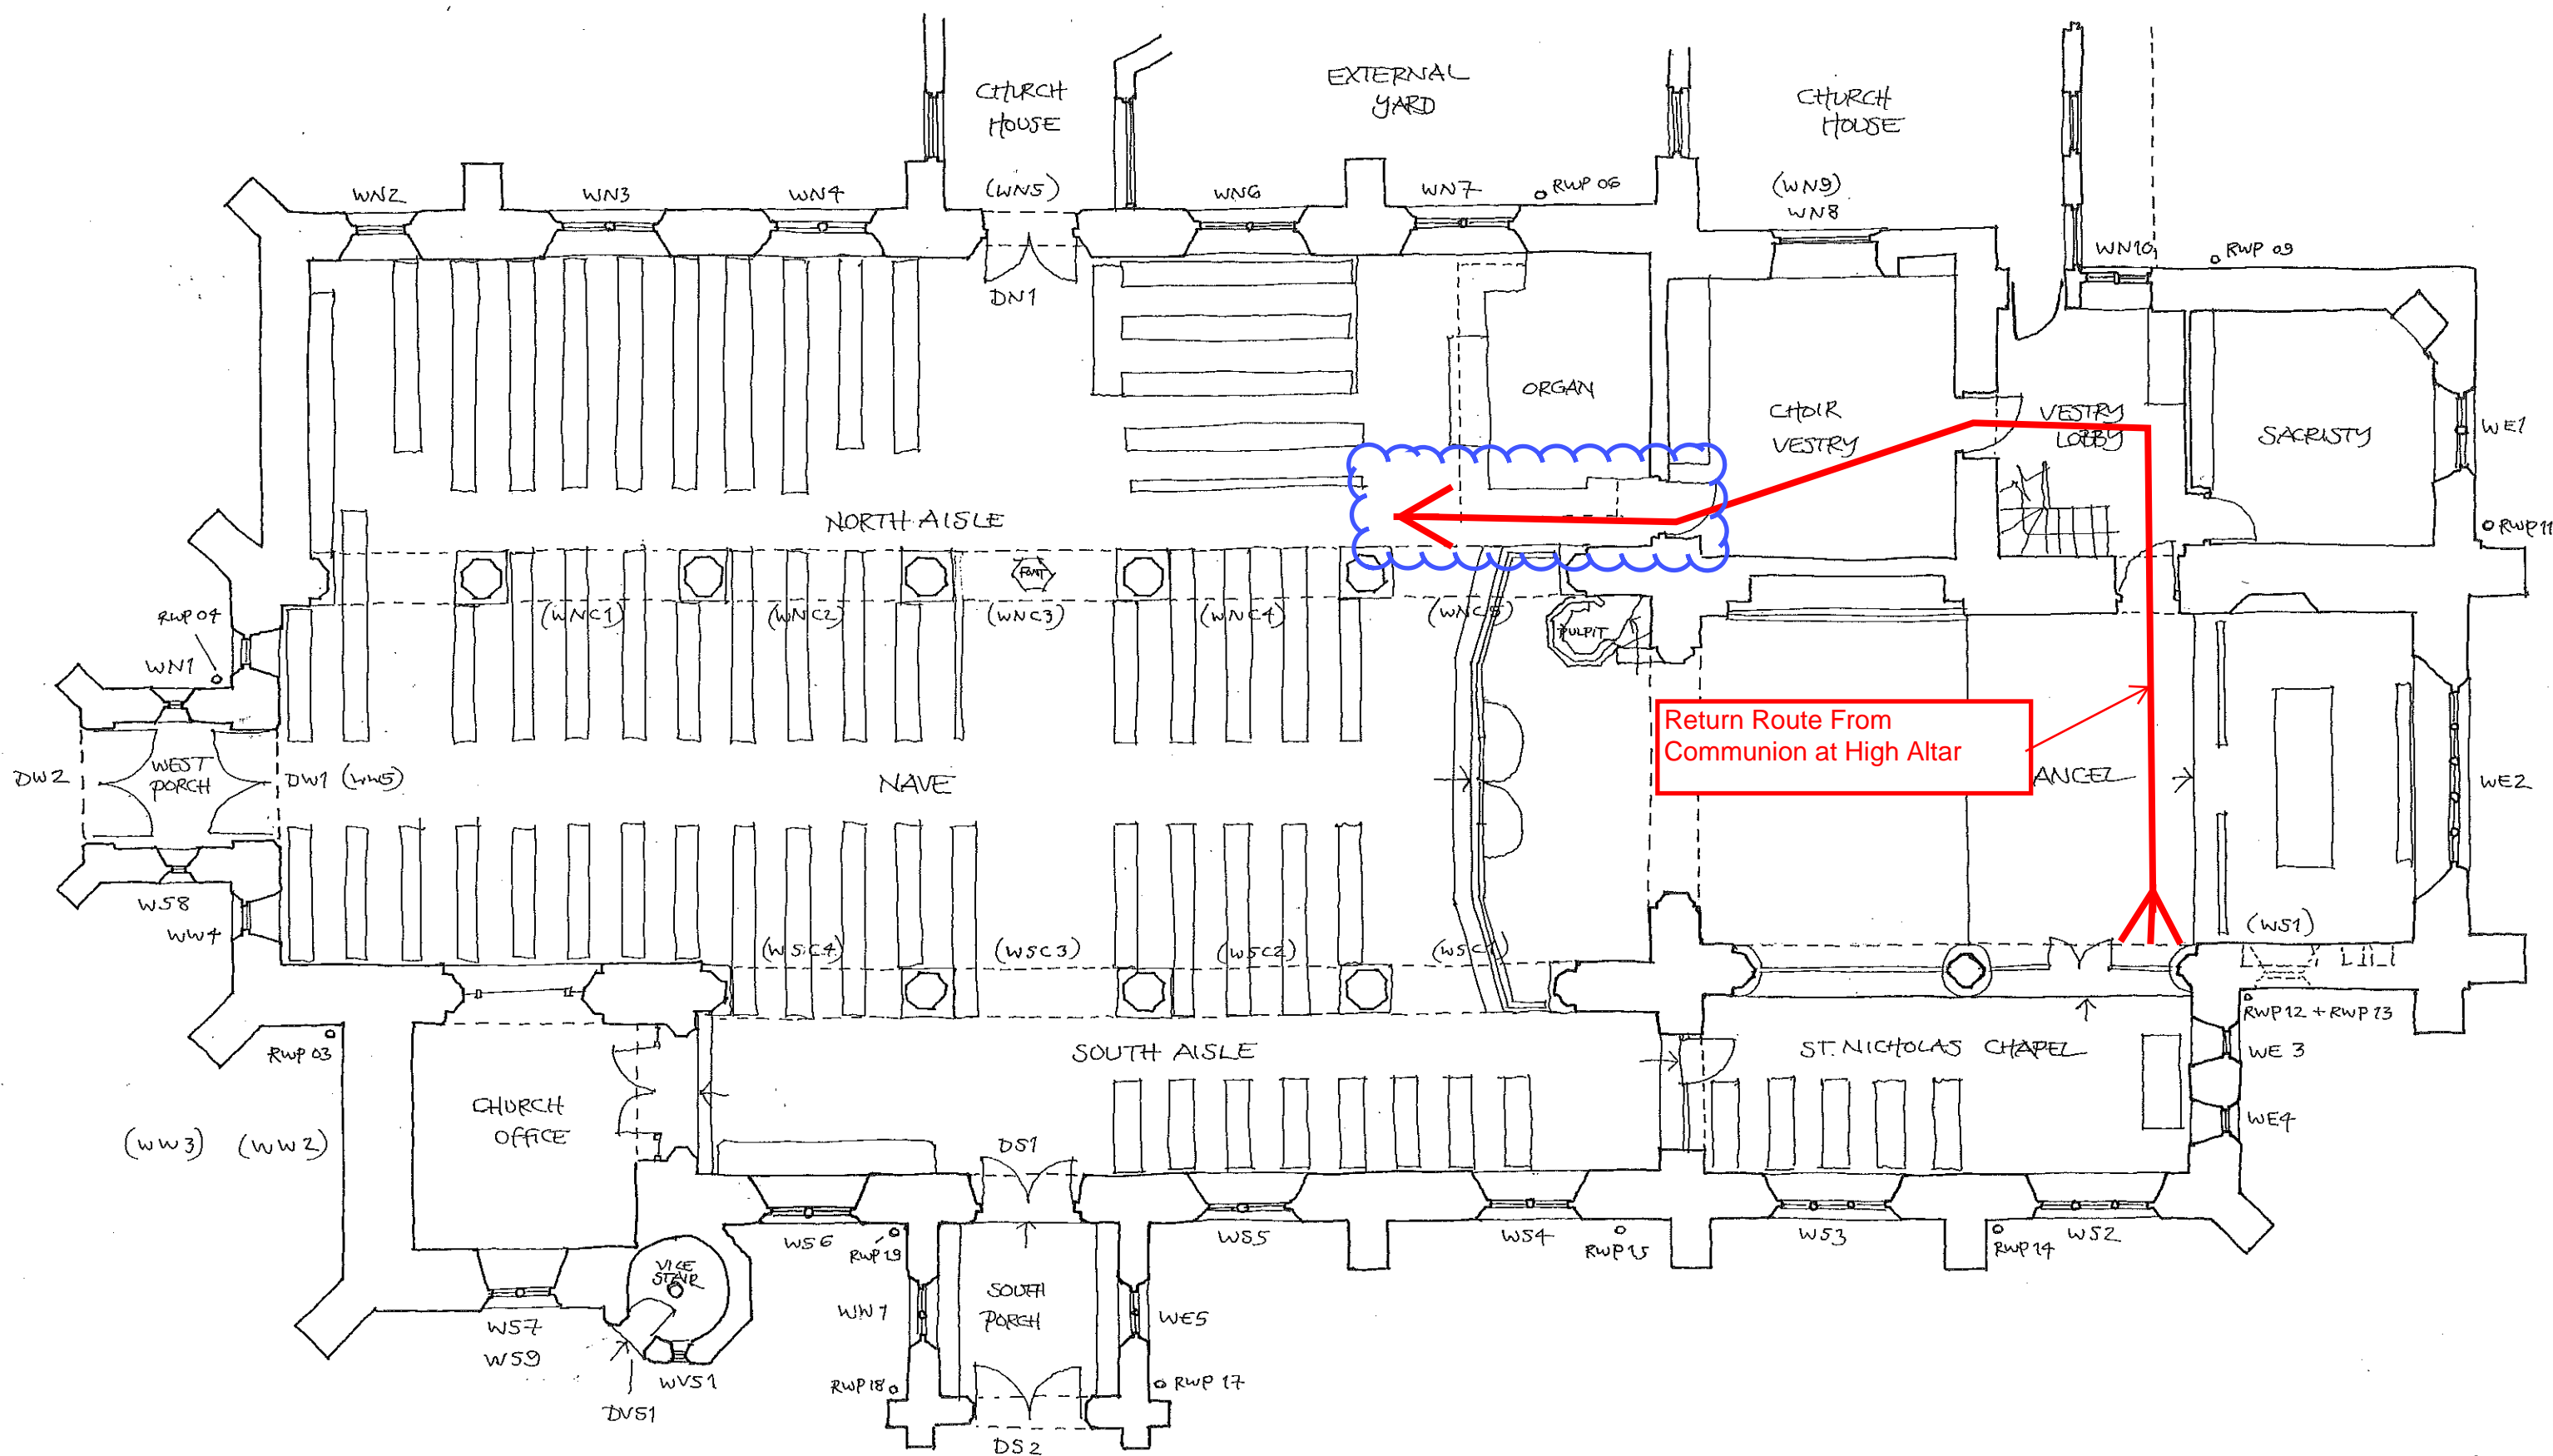 CHURCH
HOUSE
EXTERNAL
YARD
CHURCH
HOUSE
WN2
WN3
WN4
(WN5)
WN6
WN7
RWP 06
(WN9)
WN8
WN10
RWP 09
DN1
ORGAN
CHOIR
VESTRY
VESTRY
LOBBY
SACRISTY
WE1
NORTH AISLE
RWP 11
FONT
RWP 04
(WNC1)
(WNC2)
(WNC3)
(WNC4)
(WNC5)
PULPIT
WN1
Return Route From
Communion at High Altar
DW2
WEST
PORCH
DW1 (WW5)
NAVE
ANCEL
WE2
WS8
WW4
(WSC4)
(WSC3)
(WSC2)
(WSC1)
(WS1)
RWP 12 + RWP 13
RWP 03
SOUTH AISLE
ST. NICHOLAS CHAPEL
WE 3
CHURCH
OFFICE
(WW3)
(WW2)
DS1
WE4
WS6
RWP 19
WS5
WS4
RWP 15
WS3
RWP 14
WS2
VICE
STAIR
SOUTH
PORCH
WW1
WE5
WS7
WS9
WVS1
RWP 18
RWP 17
DVS1
DS2